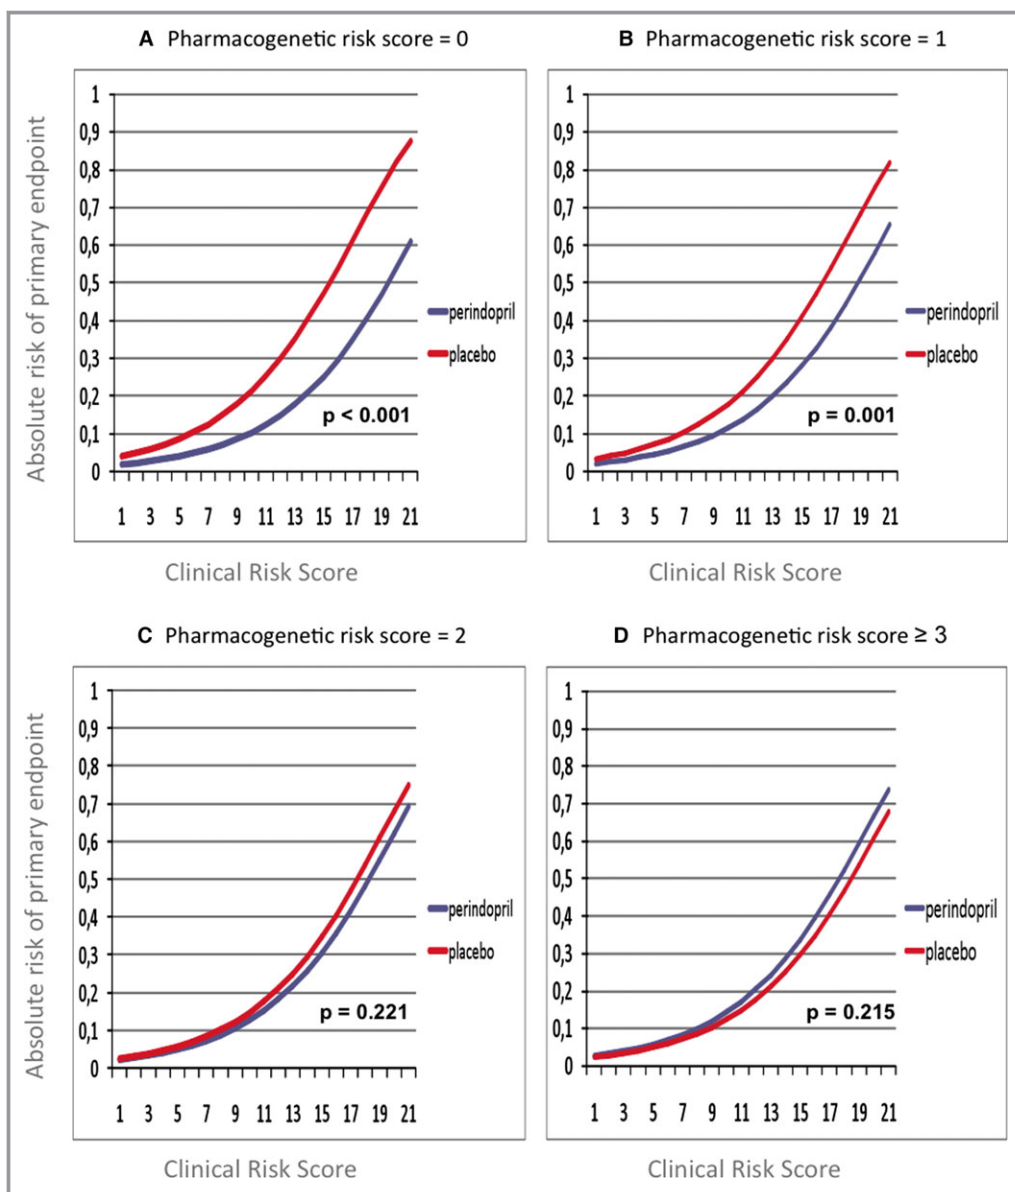 A Pharmacogenetic risk score = 0
Absolute risk of primary endpoint
1
0,9
0,8
0,7
0,6
0,5
0,4
0,3
0,2
0,1
0
perindopril
placebo
p < 0.001
1 3 5 7 9 11 13 15 17 19 21
Clinical Risk Score
B Pharmacogenetic risk score = 1
1
0,9
0,8
0,7
0,6
0,5
0,4
0,3
0,2
0,1
0
perindopril
placebo
p = 0.001
1 3 5 7 9 11 13 15 17 19 21
Clinical Risk Score
C Pharmacogenetic risk score = 2
Absolute risk of primary endpoint
1
0,9
0,8
0,7
0,6
0,5
0,4
0,3
0,2
0,1
0
perindopril
placebo
p = 0.221
1 3 5 7 9 11 13 15 17 19 21
Clinical Risk Score
D Pharmacogenetic risk score ≥ 3
1
0,9
0,8
0,7
0,6
0,5
0,4
0,3
0,2
0,1
0
perindopril
placebo
p = 0.215
1 3 5 7 9 11 13 15 17 19 21
Clinical Risk Score